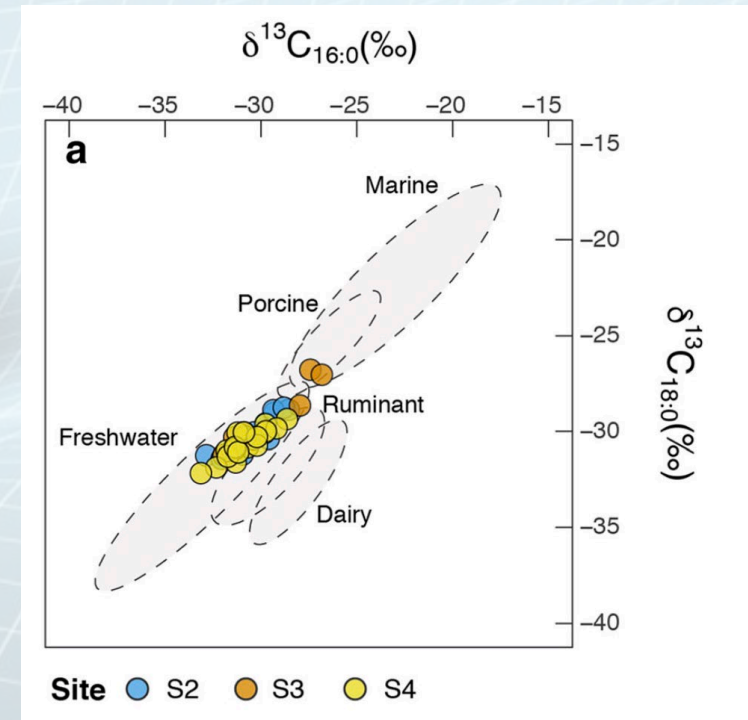 δ¹³C₁₆:₀(‰)
−40 −35 −30 −25 −20 −15
a
−15
Marine
−20
Porcine
−25
δ¹³C₁₈:₀(‰)
Ruminant
−30
Freshwater
Dairy
−35
−40
Site S2 S3 S4